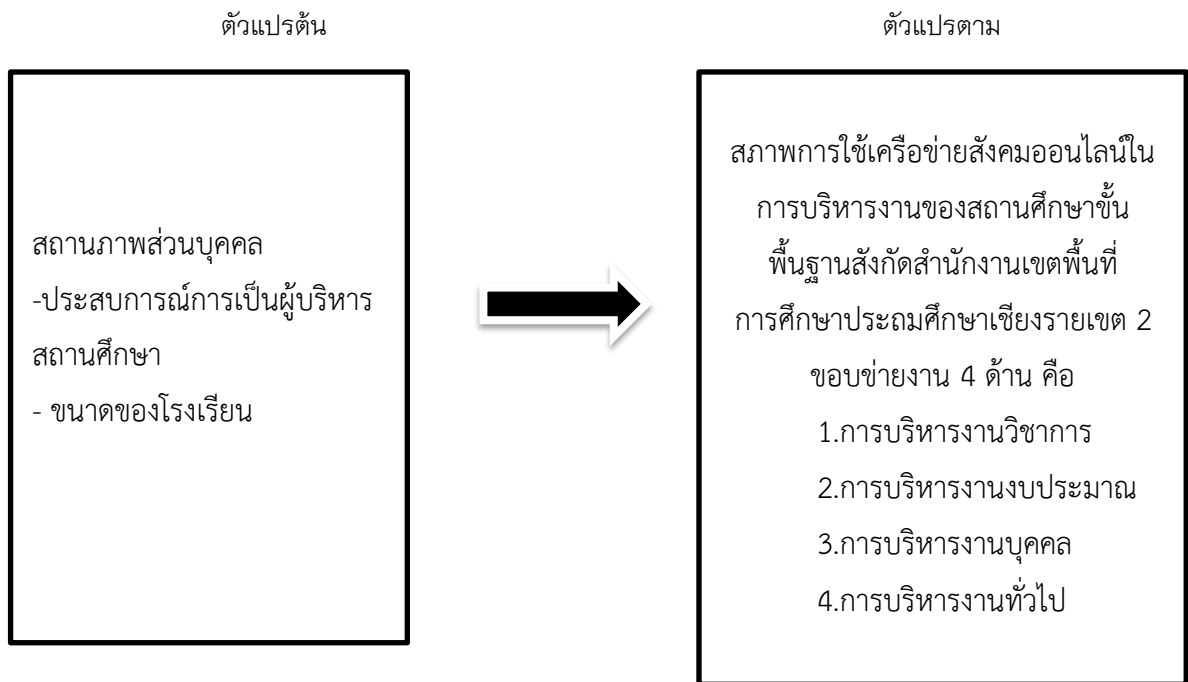 ตัวแปรต้น
ตัวแปรตาม
สถานภาพส่วนบุคคล
-ประสบการณ์การเป็นผู้บริหาร
สถานศึกษา
- ขนาดของโรงเรียน
สภาพการใช้เครือข่ายสังคมออนไลน์ใน
การบริหารงานของสถานศึกษาขั้น
พื้นฐานสังกัดสำนักงานเขตพื้นที่
การศึกษาประถมศึกษาเชียงรายเขต 2
ขอบข่ายงาน 4 ด้าน คือ
1.การบริหารงานวิชาการ
2.การบริหารงานงบประมาณ
3.การบริหารงานบุคคล
4.การบริหารงานทั่วไป